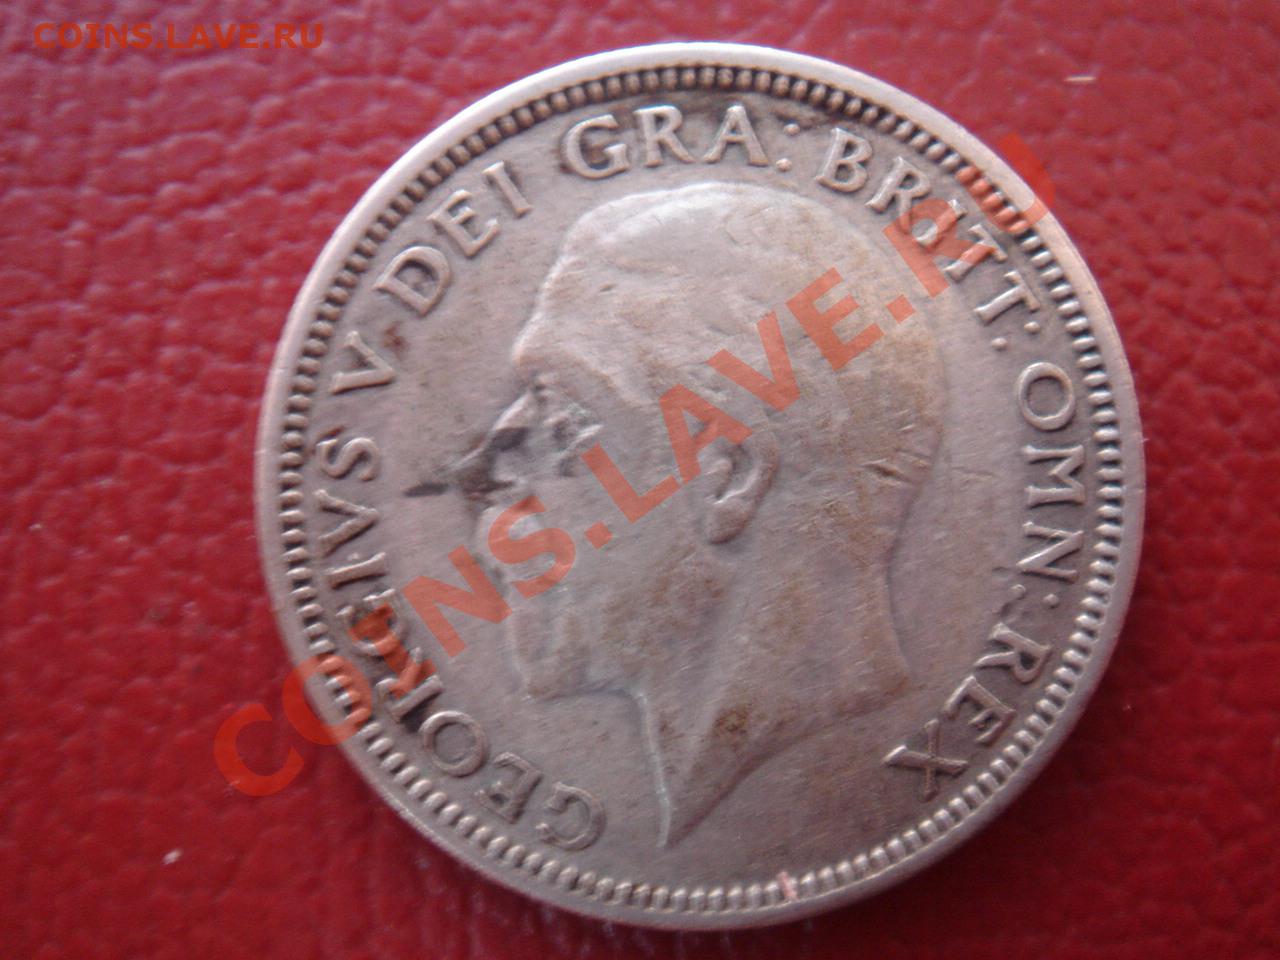 COINS.LAVE.RU
GEORGIVS V DEI GRA: BRITT: OMN: REX
COINS.LAVE.RU